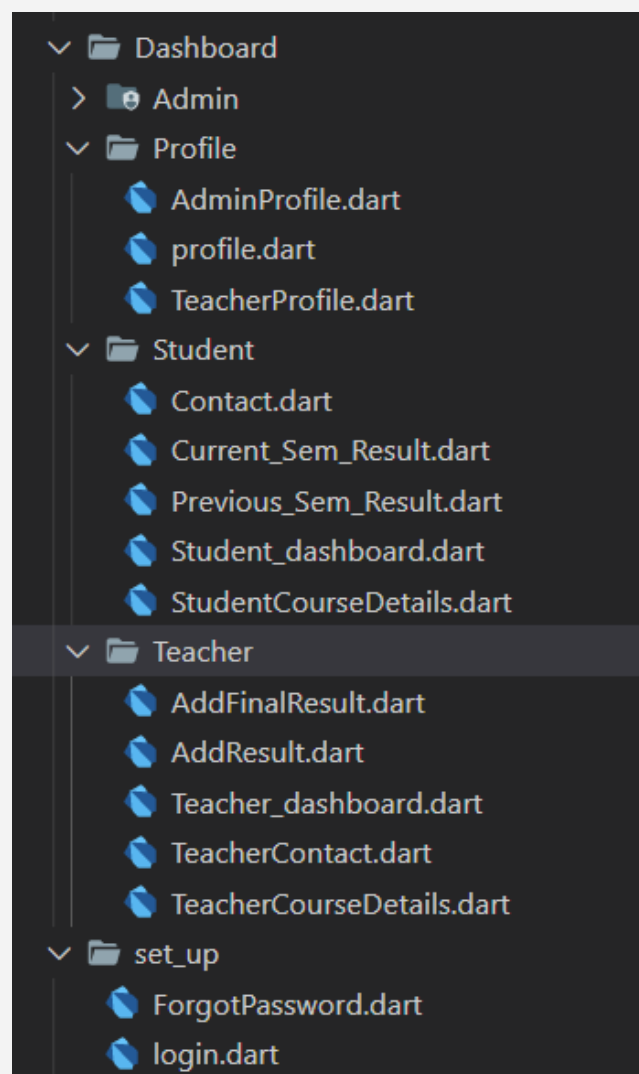 Dashboard
Admin
Profile
AdminProfile.dart
profile.dart
TeacherProfile.dart
Student
Contact.dart
Current_Sem_Result.dart
Previous_Sem_Result.dart
Student_dashboard.dart
StudentCourseDetails.dart
Teacher
AddFinalResult.dart
AddResult.dart
Teacher_dashboard.dart
TeacherContact.dart
TeacherCourseDetails.dart
set_up
ForgotPassword.dart
login.dart